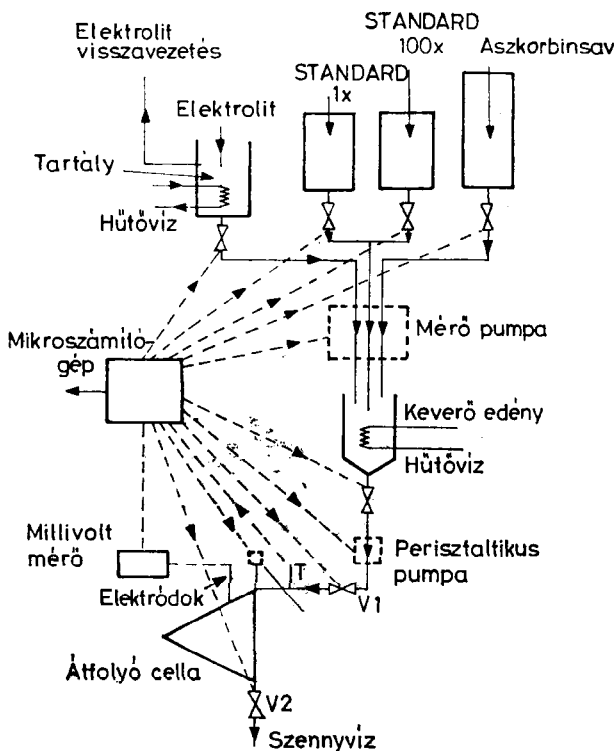 Elektrolit
visszavezetés
STANDARD
100x
Aszkorbinsav
STANDARD
1x
Elektrolit
Tartály
Hűtővíz
Mérő pumpa
Mikroszámító-
gép
Keverő edény
Hűtővíz
Millivolt
mérő
Perisztaltikus
pumpa
T
Elektródok
V1
Átfolyó cella
V2
Szennyvíz